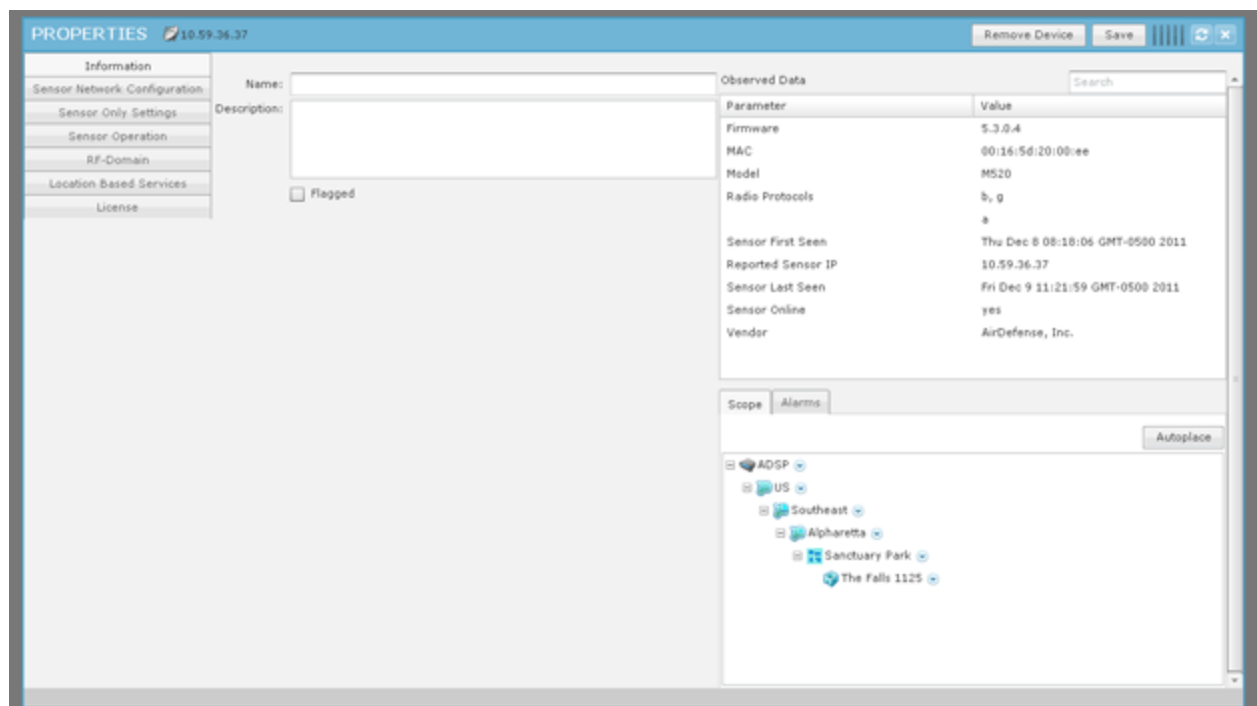 PROPERTIES 10.59.36.37 Remove Device Save
Information
Sensor Network Configuration
Sensor Only Settings
Sensor Operation
RF-Domain
Location Based Services
License
Name:
Description:
Flagged
Observed Data Search
Parameter Value
Firmware 5.3.0.4
MAC 00:16:5d:20:00:ee
Model M520
Radio Protocols b, g
a
Sensor First Seen Thu Dec 8 08:18:06 GMT-0500 2011
Reported Sensor IP 10.59.36.37
Sensor Last Seen Fri Dec 9 11:21:59 GMT-0500 2011
Sensor Online yes
Vendor AirDefense, Inc.
Scope Alarms
Autoplace
ADSP
US
Southeast
Alpharetta
Sanctuary Park
The Falls 1125